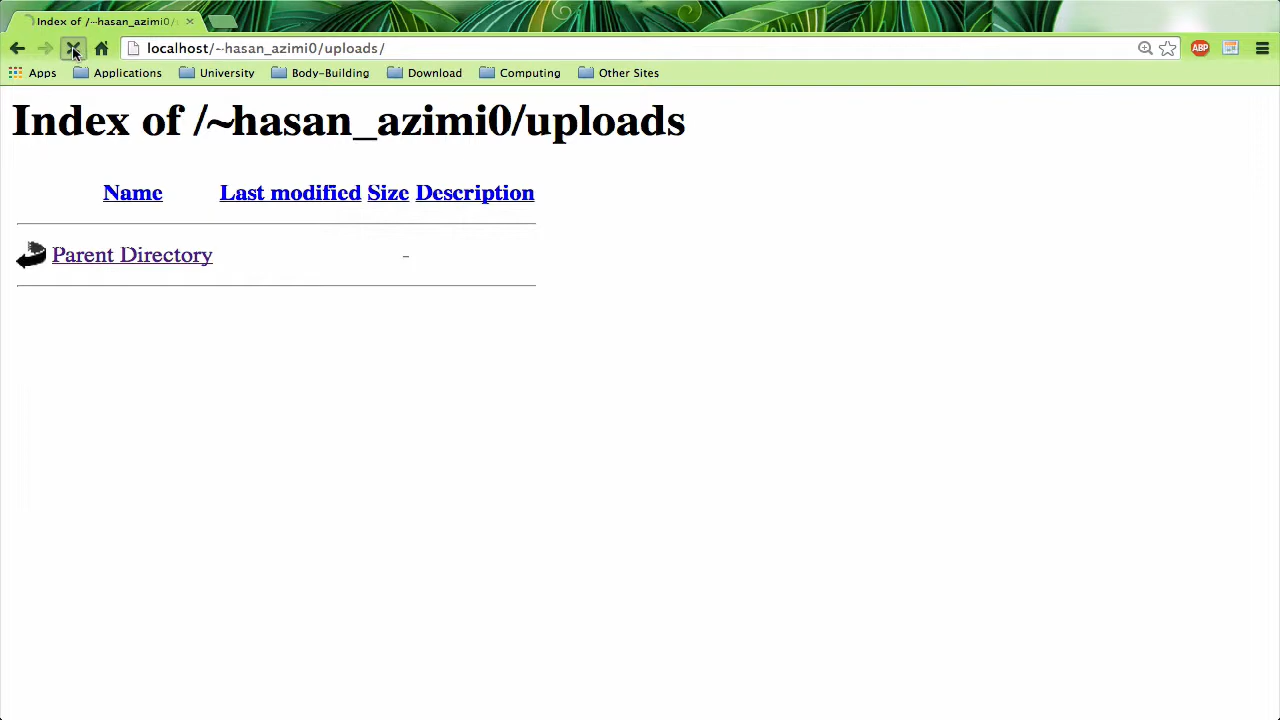 Index of /~hasan_azimi0/u
localhost/~hasan_azimi0/uploads/
ABP
Apps Applications University Body-Building Download Computing Other Sites
Index of /~hasan_azimi0/uploads
Name Last modified Size Description
Parent Directory -